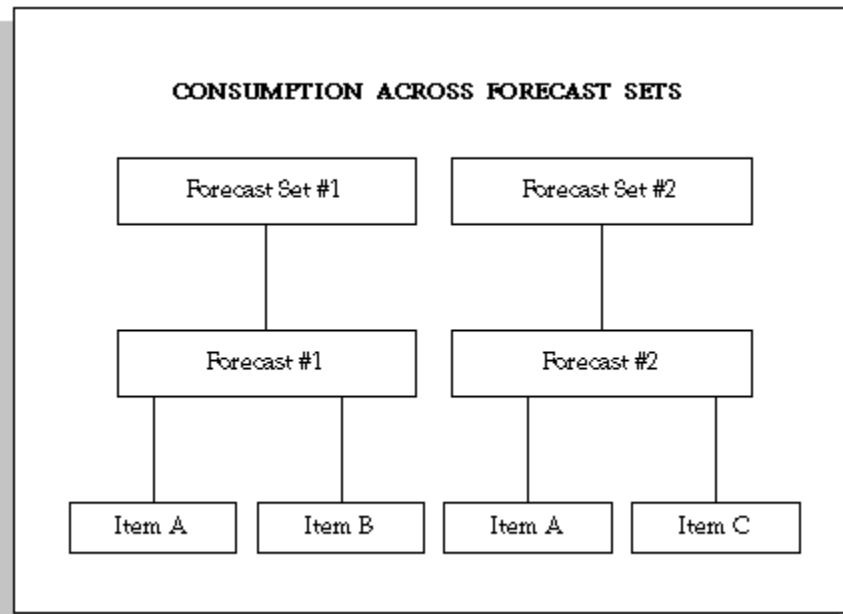 CONSUMPTION ACROSS FORECAST SETS
Forecast Set #1
Forecast Set #2
Forecast #1
Forecast #2
Item A
Item B
Item A
Item C